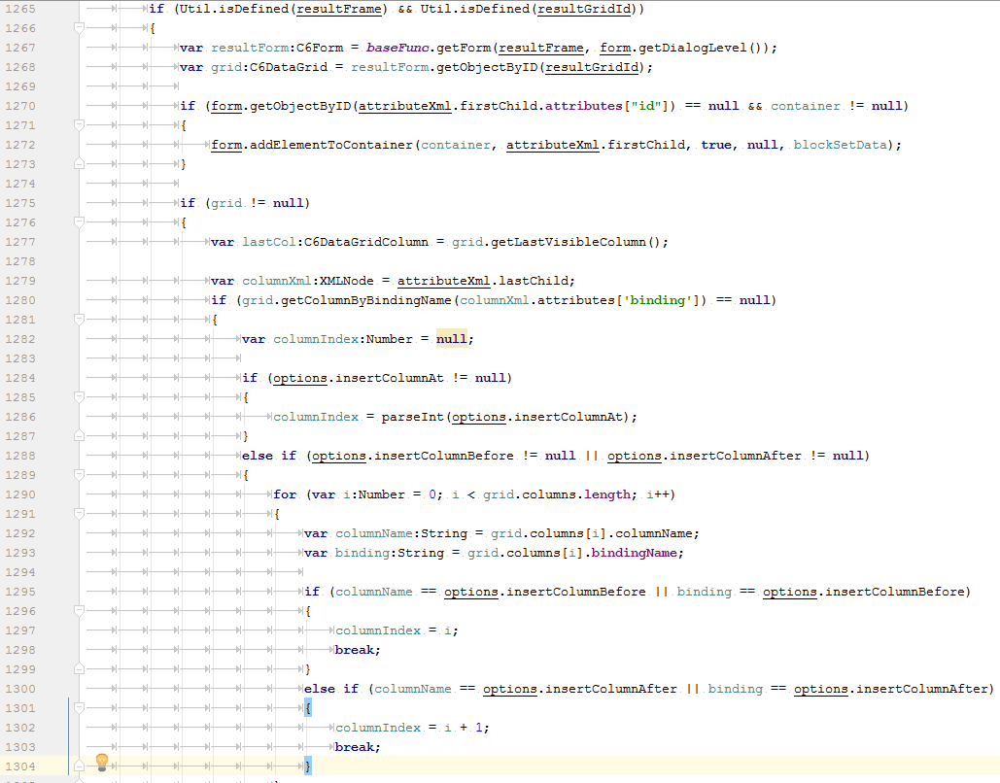 1265 if (Util.isDefined(resultFrame) && Util.isDefined(resultGridId))
1266 {
1267 var resultForm:C6Form = baseFunc.getForm(resultFrame, form.getDialogLevel());
1268 var grid:C6DataGrid = resultForm.getObjectByID(resultGridId);
1269
1270 if (form.getObjectByID(attributeXml.firstChild.attributes["id"]) == null && container != null)
1271 {
1272 form.addElementToContainer(container, attributeXml.firstChild, true, null, blockSetData);
1273 }
1274
1275 if (grid != null)
1276 {
1277 var lastCol:C6DataGridColumn = grid.getLastVisibleColumn();
1278
1279 var columnXml:XMLNode = attributeXml.lastChild;
1280 if (grid.getColumnByBindingName(columnXml.attributes['binding']) == null)
1281 {
1282 var columnIndex:Number = null;
1283
1284 if (options.insertColumnAt != null)
1285 {
1286 columnIndex = parseInt(options.insertColumnAt);
1287 }
1288 else if (options.insertColumnBefore != null || options.insertColumnAfter != null)
1289 {
1290 for (var i:Number = 0; i < grid.columns.length; i++)
1291 {
1292 var columnName:String = grid.columns[i].columnName;
1293 var binding:String = grid.columns[i].bindingName;
1294
1295 if (columnName == options.insertColumnBefore || binding == options.insertColumnBefore)
1296 {
1297 columnIndex = i;
1298 break;
1299 }
1300 else if (columnName == options.insertColumnAfter || binding == options.insertColumnAfter)
1301 {
1302 columnIndex = i + 1;
1303 break;
1304 }